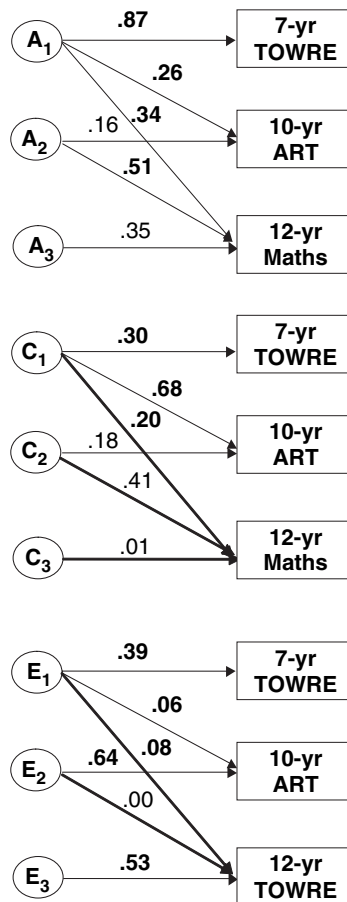 A1
.87
7-yr
TOWRE
.26
A2
.16
.34
10-yr
ART
.51
A3
.35
12-yr
Maths
C1
.30
7-yr
TOWRE
.68
.20
C2
.18
10-yr
ART
.41
C3
.01
12-yr
Maths
E1
.39
7-yr
TOWRE
.06
E2
.64
.08
10-yr
ART
.00
E3
.53
12-yr
TOWRE